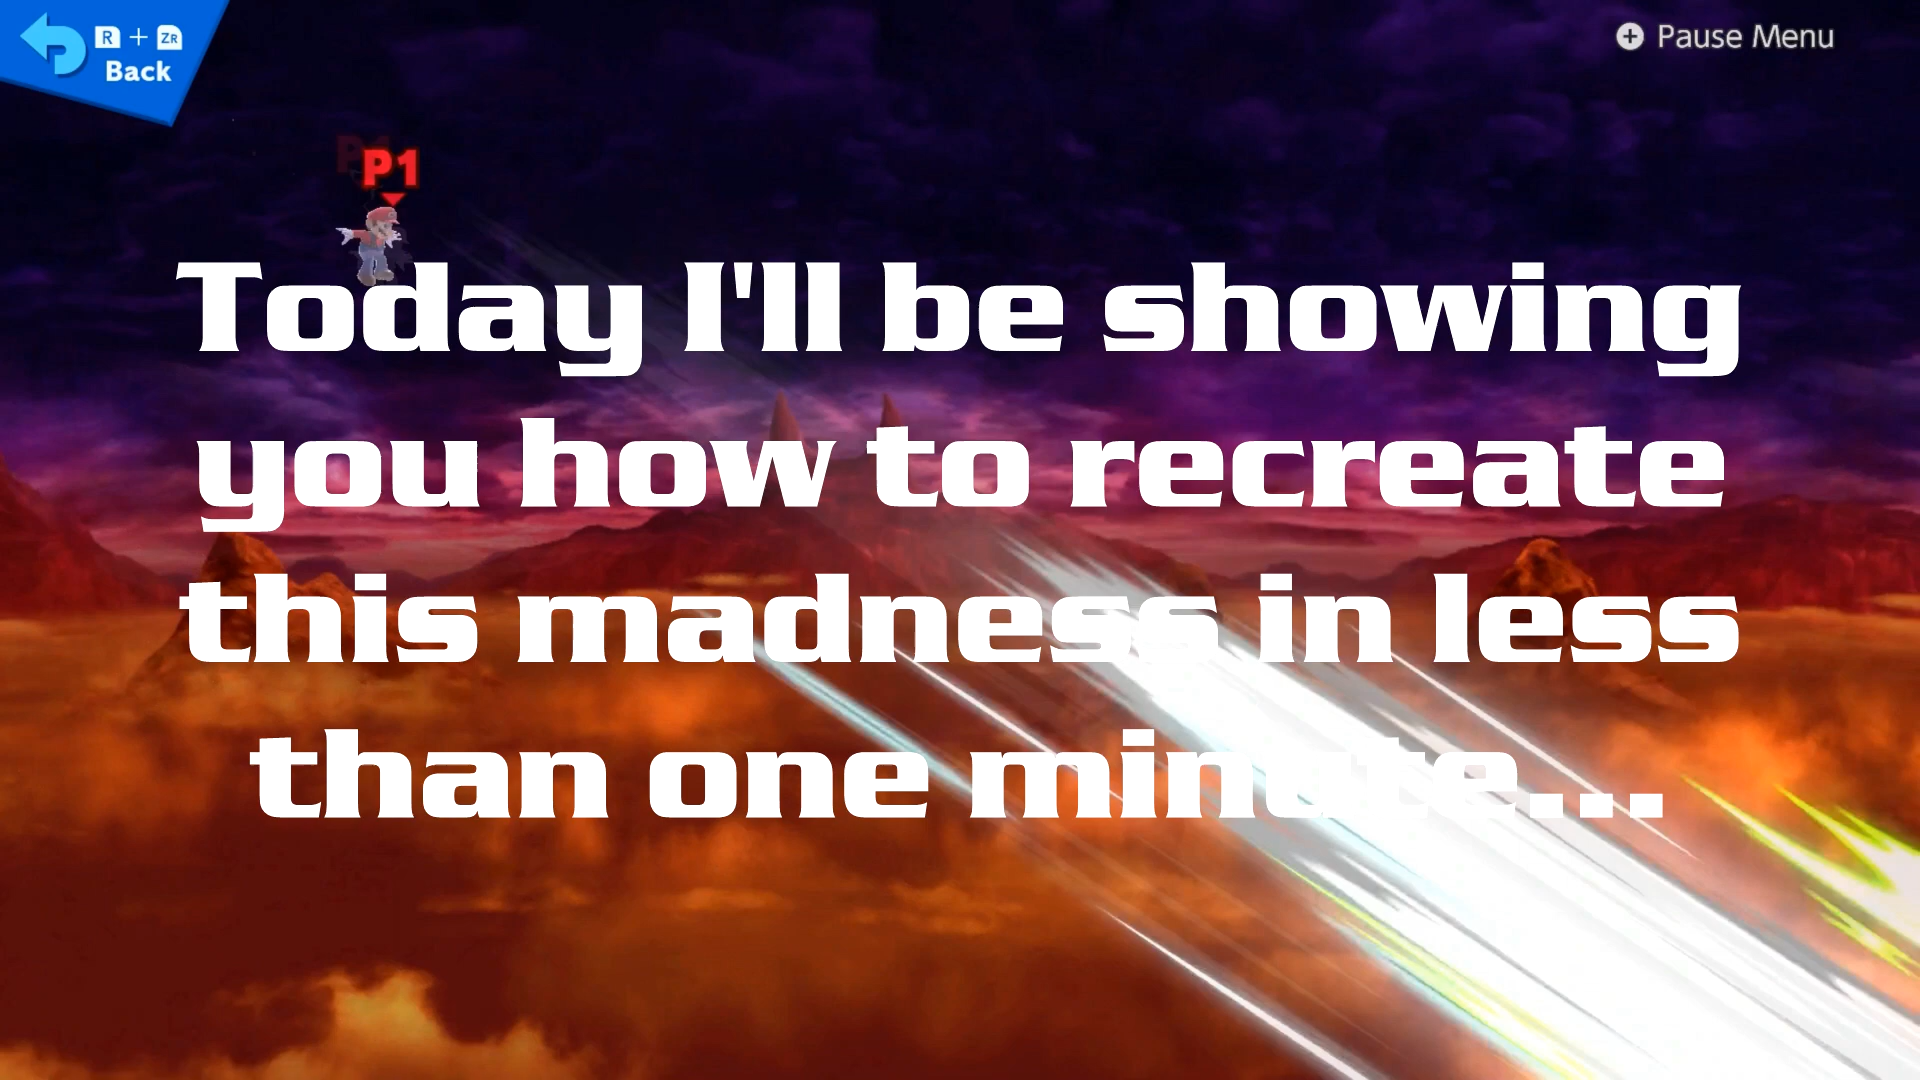 R + ZR
Back
+ Pause Menu
P1
Today I'll be showing
you how to recreate
this madness in less
than one minute...